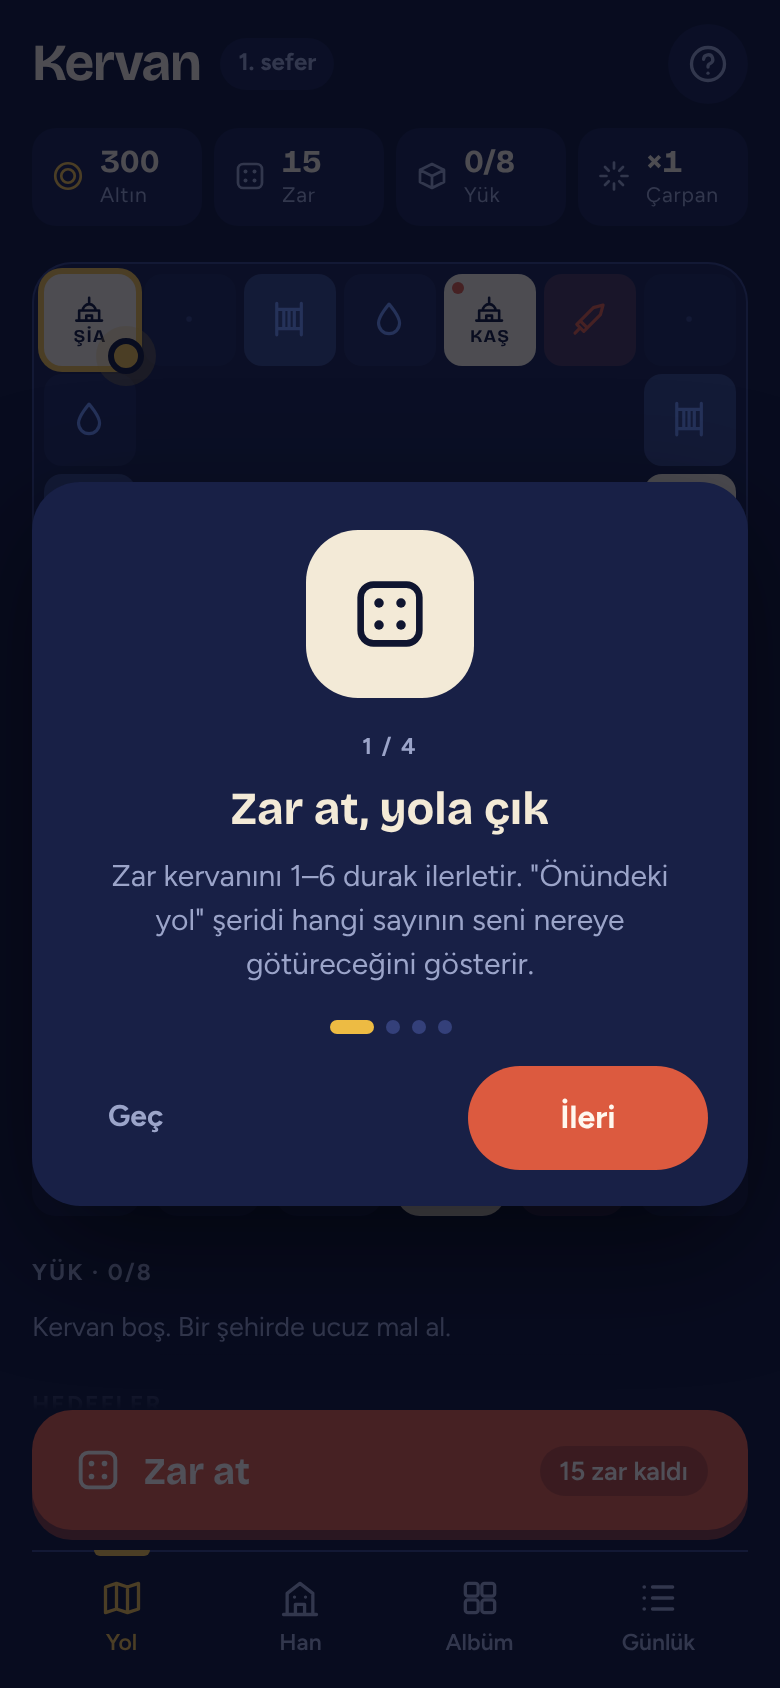 Kervan
1. sefer
300
Altın
15
Zar
0/8
Yük
×1
Çarpan
ŞİA
KAŞ
1 / 4
Zar at, yola çık
Zar kervanını 1–6 durak ilerletir. "Önündeki
yol" şeridi hangi sayının seni nereye
götüreceğini gösterir.
Geç
İleri
YÜK · 0/8
Kervan boş. Bir şehirde ucuz mal al.
HEDEFLER
Zar at
15 zar kaldı
Yol
Han
Albüm
Günlük